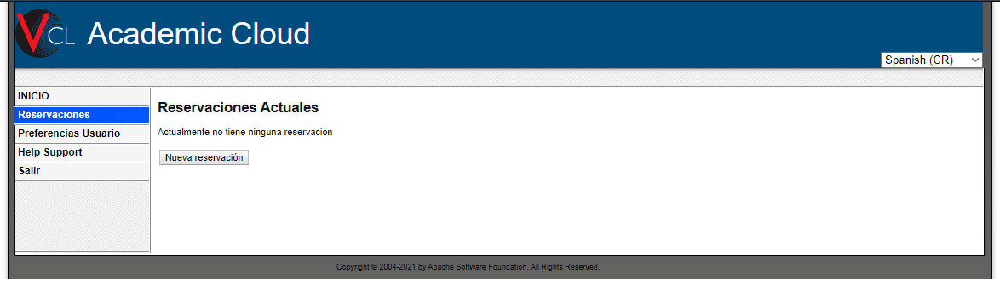 VCL Academic Cloud
Spanish (CR)
INICIO
Reservaciones
Preferencias Usuario
Help Support
Salir
Reservaciones Actuales
Actualmente no tiene ninguna reservación
Nueva reservación
Copyright © 2004-2021 by Apache Software Foundation, All Rights Reserved.